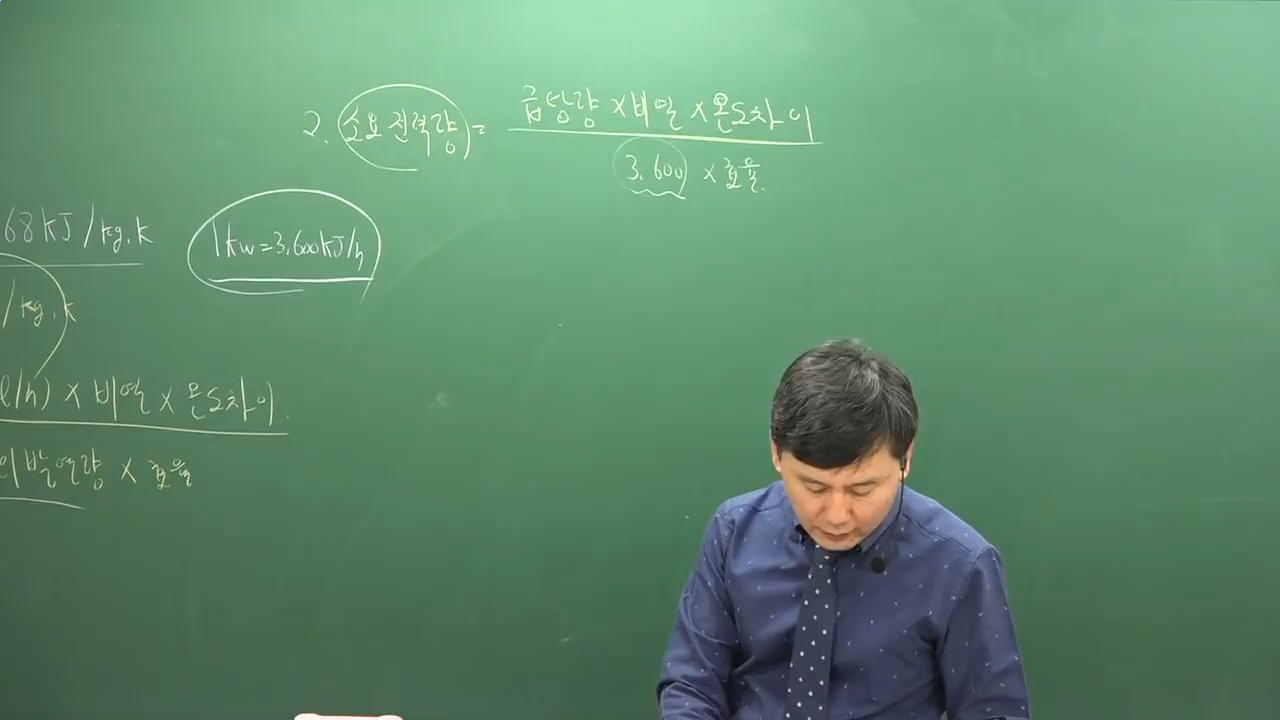 2. 소요전력량 = 급탕량 × 비열 × 온도차이
3.600 × 효율.
68 kJ/kg.k
1kw=3.600kJ/h
/kg.k
l/h) × 비열 × 온도차이.
의 발열량 × 효율